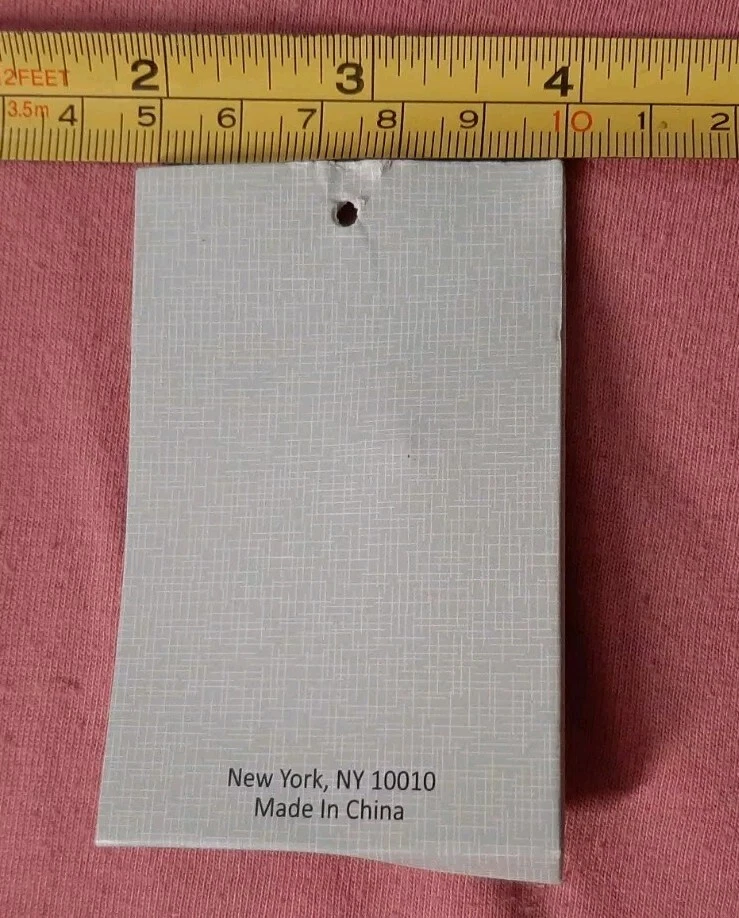 2FEET 2 3 4
3.5m 4 5 6 7 8 9 10 1 2
New York, NY 10010
Made In China